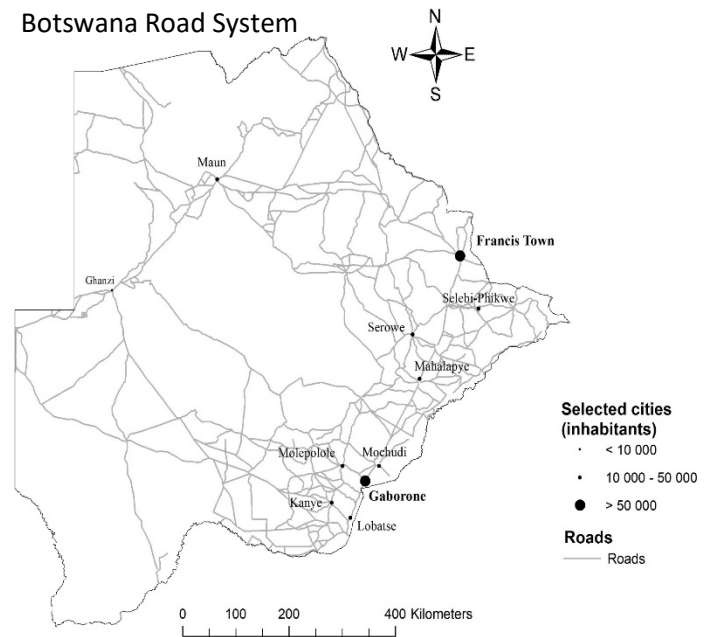 Botswana Road System
N
W E
S
Maun
Francis Town
Ghanzi
Selebi-Phikwe
Serowe
Mahalapye
Selected cities
(inhabitants)
< 10 000
10 000 - 50 000
> 50 000
Molepolole
Mochudi
Gaborone
Kanye
Lobatse
Roads
Roads
0 100 200 400 Kilometers